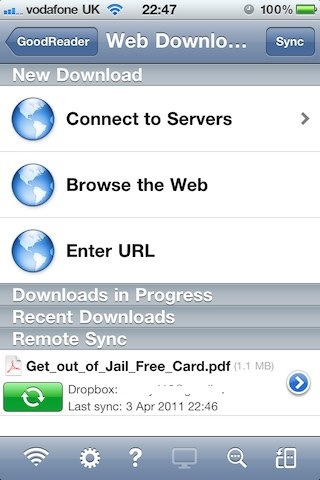 vodafone UK 22:47 100%
GoodReader Web Downlo... Sync
New Download
Connect to Servers
Browse the Web
Enter URL
Downloads in Progress
Recent Downloads
Remote Sync
Get_out_of_Jail_Free_Card.pdf (1.1 MB)
Dropbox:
Last sync: 3 Apr 2011 22:46
?